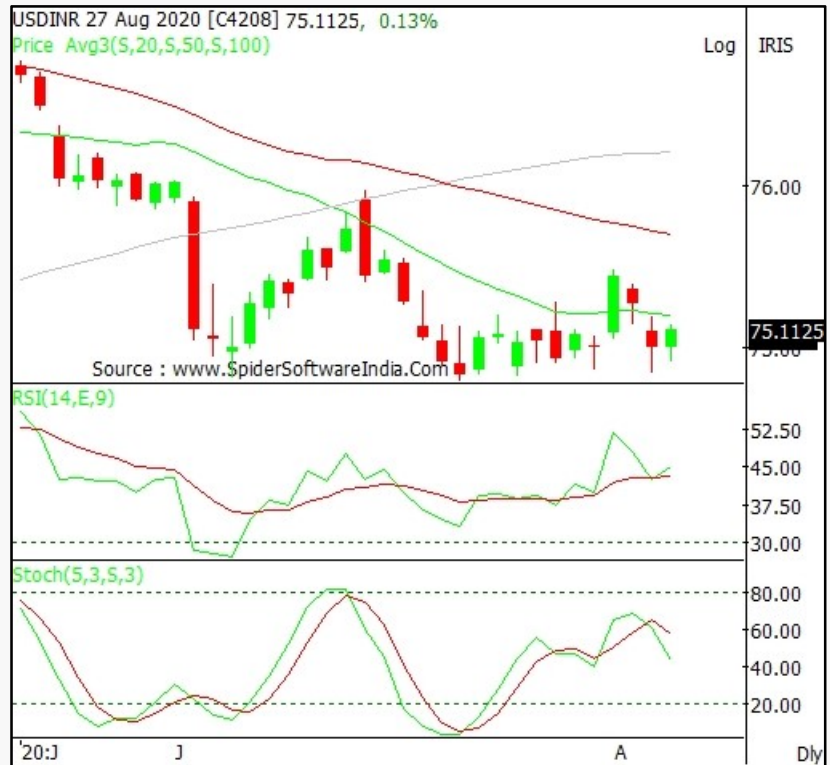 USDINR 27 Aug 2020 [C4208] 75.1125, 0.13%
Price Avg3(S,20,S,50,S,100)
Log
IRIS
76.00
75.1125
75.00
Source : www.SpiderSoftwareIndia.Com
RSI(14,E,9)
52.50
45.00
37.50
30.00
Stoch(5,3,S,3)
80.00
60.00
40.00
20.00
'20:J J A Dly